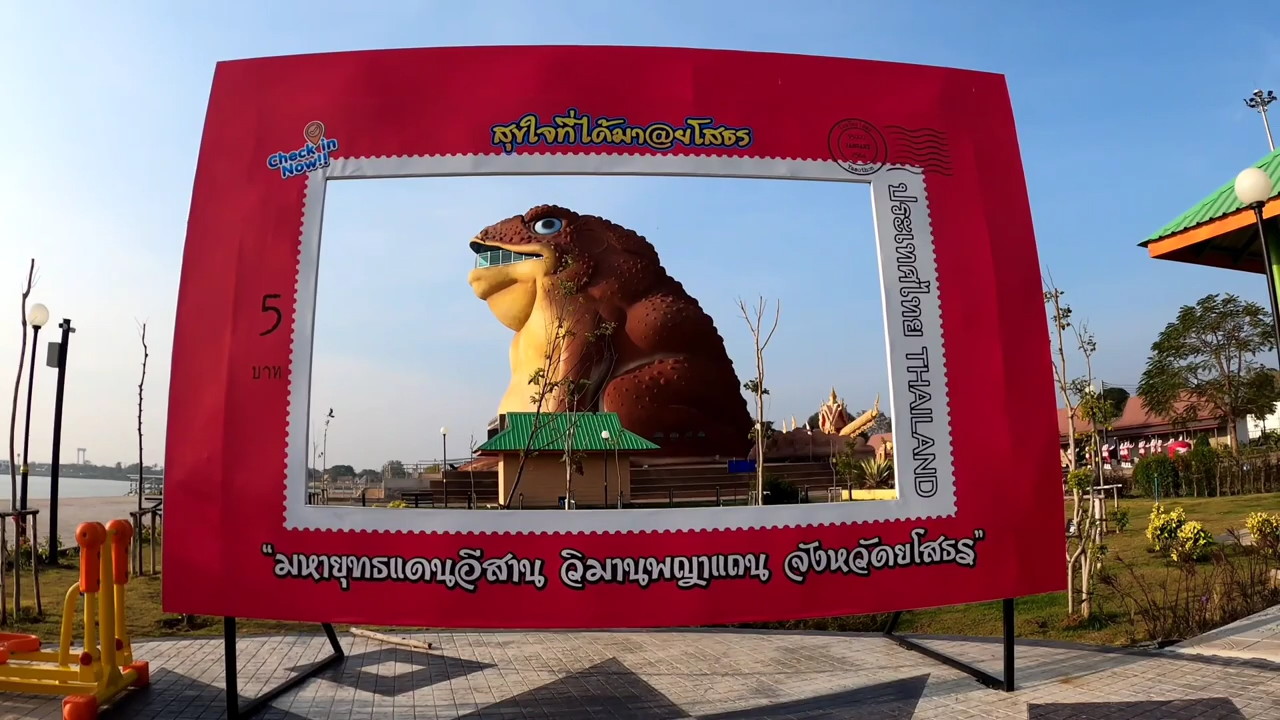 สุขใจที่ได้มา@ยโสธร
Check in
Now!!
5
บาท
ประเทศไทย THAILAND
Yasothon
“มหายุทธแดนอีสาน วิมานพญาแถน จังหวัดยโสธร”